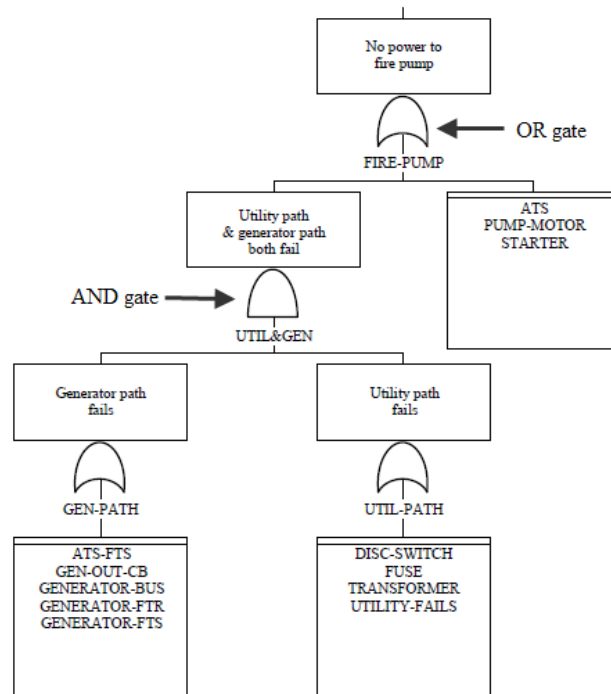 No power to
fire pump
OR gate
FIRE-PUMP
Utility path
& generator path
both fail
ATS
PUMP-MOTOR
STARTER
AND gate
UTIL&GEN
Generator path
fails
Utility path
fails
GEN-PATH
UTIL-PATH
ATS-FTS
GEN-OUT-CB
GENERATOR-BUS
GENERATOR-FTR
GENERATOR-FTS
DISC-SWITCH
FUSE
TRANSFORMER
UTILITY-FAILS